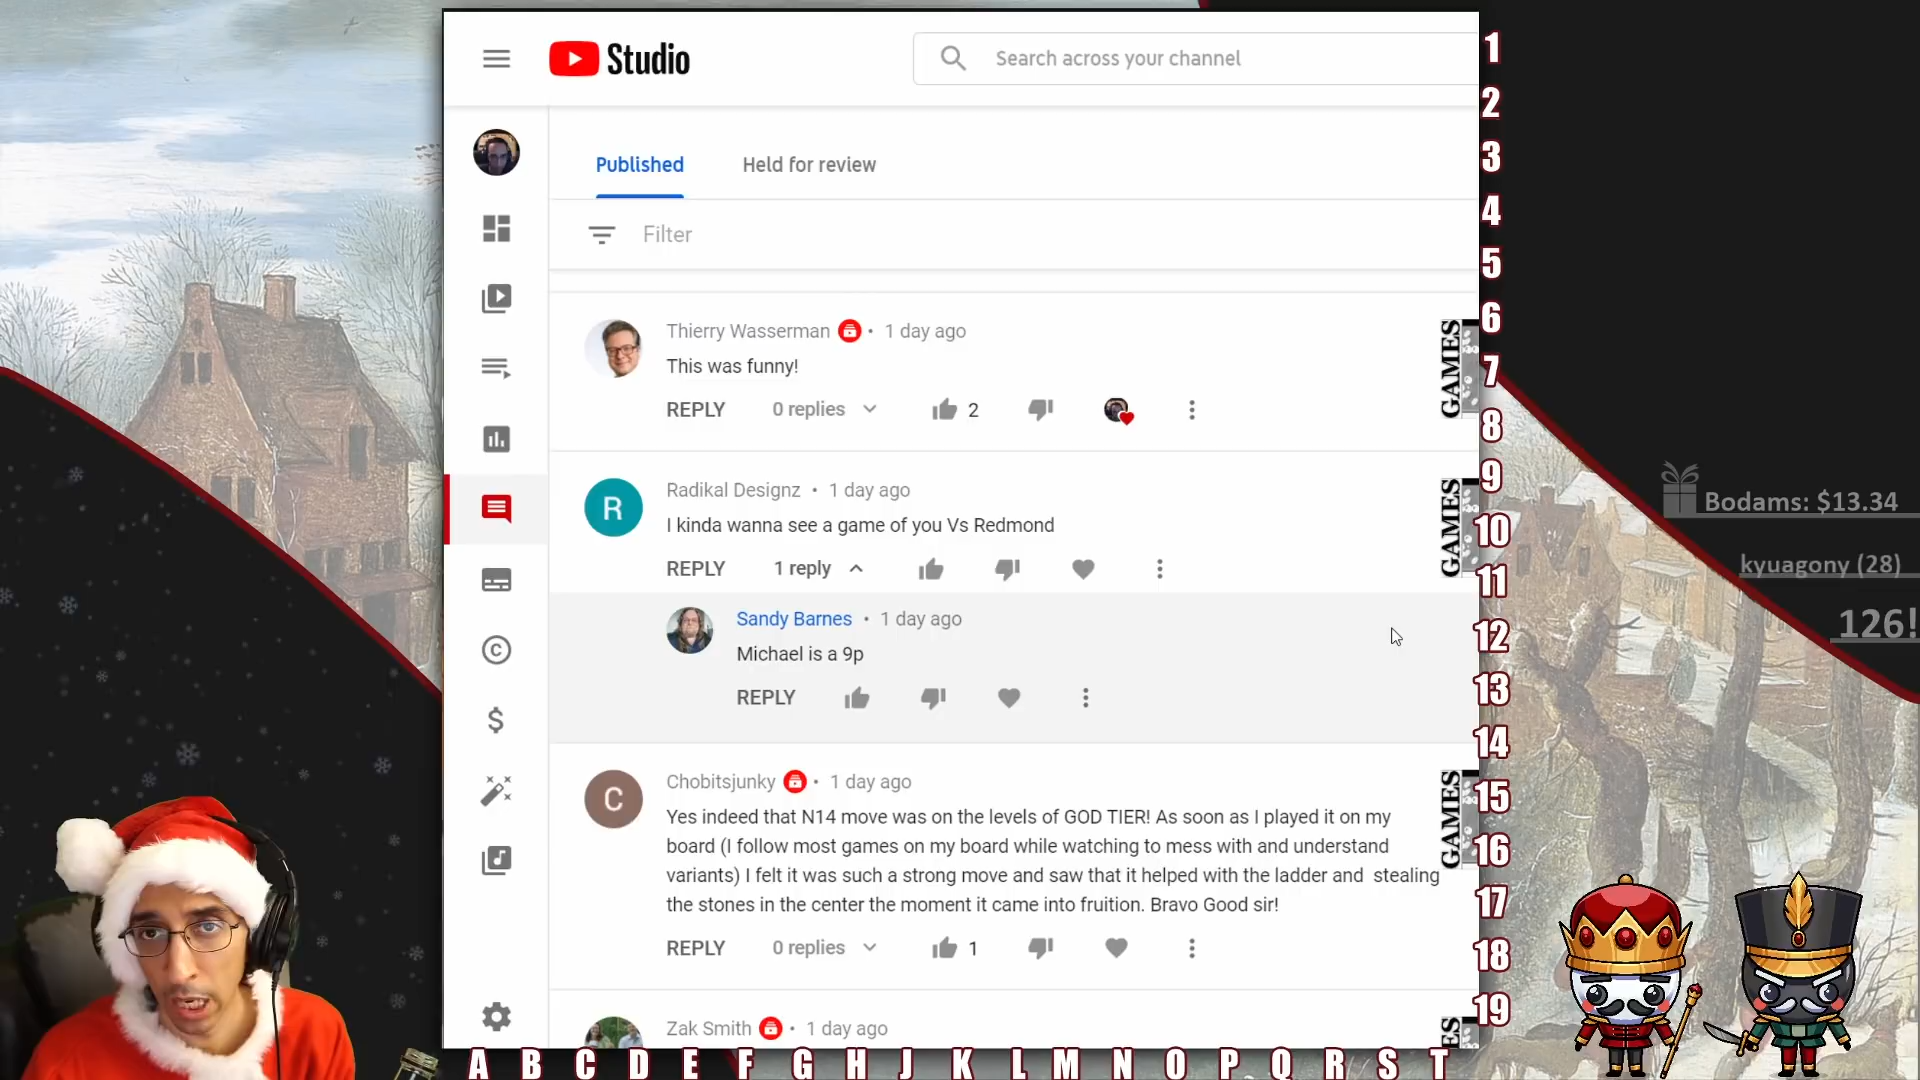 Studio
Search across your channel
Published
Held for review
Filter
Thierry Wasserman • 1 day ago
This was funny!
REPLY 0 replies 2
GAMES
Radikal Designz • 1 day ago
I kinda wanna see a game of you Vs Redmond
REPLY 1 reply
GAMES
Sandy Barnes • 1 day ago
Michael is a 9p
REPLY
C
Chobitsjunky • 1 day ago
Yes indeed that N14 move was on the levels of GOD TIER! As soon as I played it on my
board (I follow most games on my board while watching to mess with and understand
variants) I felt it was such a strong move and saw that it helped with the ladder and stealing
the stones in the center the moment it came into fruition. Bravo Good sir!
REPLY 0 replies 1
GAMES
Zak Smith • 1 day ago
R
1
2
3
4
5
6
7
8
9
10
11
12
13
14
15
16
17
18
19
A B C D E F G H J K L M N O P Q R S T
Bodams: $13.34
kyuagony (28)
126!